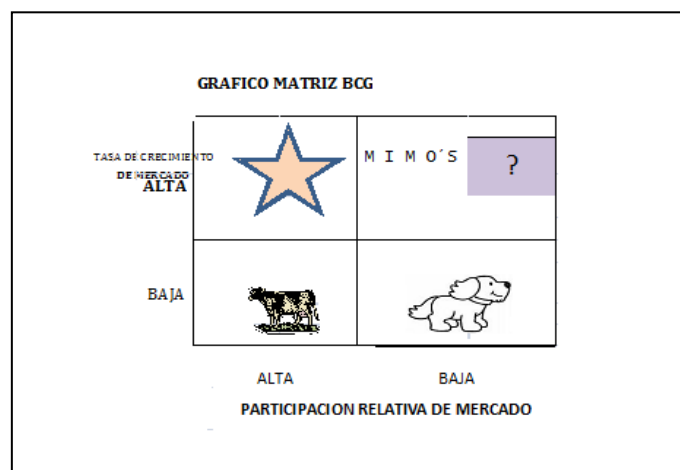 GRAFICO MATRIZ BCG
TASA DE CRECIMIENTO
DE MERCADO
ALTA
M I M O´S
?
BAJA
ALTA
BAJA
PARTICIPACION RELATIVA DE MERCADO